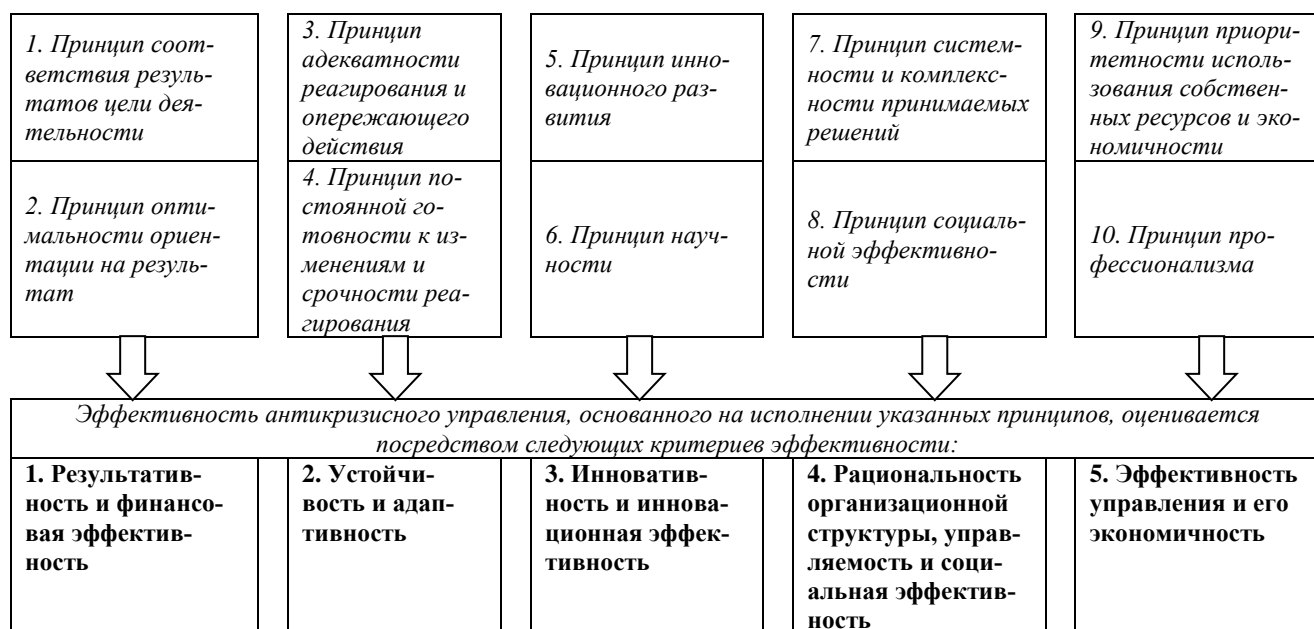 1. Принцип соот-
ветствия резуль-
татов цели дея-
тельности
2. Принцип опти-
мальности ориен-
тации на резуль-
тат
3. Принцип
адекватности
реагирования и
опережающего
действия
4. Принцип по-
стоянной го-
товности к из-
менениям и
срочности реа-
гирования
5. Принцип инно-
вационного раз-
вития
6. Принцип науч-
ности
7. Принцип систем-
ности и комплекс-
ности принимаемых
решений
8. Принцип социаль-
ной эффективно-
сти
9. Принцип приори-
тетности исполь-
зования собствен-
ных ресурсов и эко-
номичности
10. Принцип про-
фессионализма
Эффективность антикризисного управления, основанного на исполнении указанных принципов, оценивается
посредством следующих критериев эффективности:
1. Результатив-
ность и финансо-
вая эффектив-
ность
2. Устойчи-
вость и адап-
тивность
3. Инноватив-
ность и иннова-
ционная эффек-
тивность
4. Рациональность
организационной
структуры, управ-
ляемость и соци-
альная эффектив-
ность
5. Эффективность
управления и его
экономичность